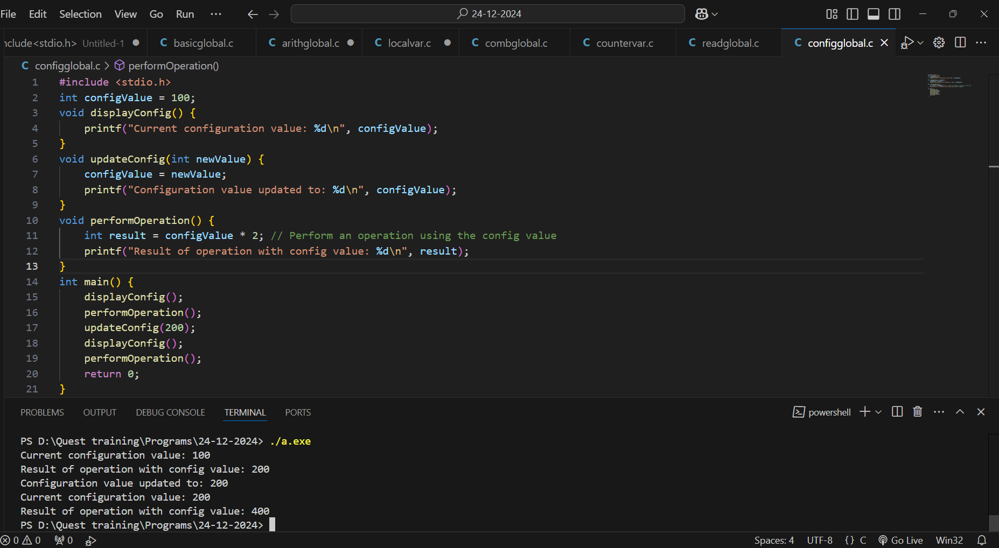 File Edit Selection View Go Run ··· 24-12-2024
nclude<stdio.h> Untitled-1 C basicglobal.c C arithglobal.c C localvar.c C combglobal.c C countervar.c C readglobal.c C configglobal.c
C configglobal.c > performOperation()
1 #include <stdio.h>
2 int configValue = 100;
3 void displayConfig() {
4     printf("Current configuration value: %d\n", configValue);
5 }
6 void updateConfig(int newValue) {
7     configValue = newValue;
8     printf("Configuration value updated to: %d\n", configValue);
9 }
10 void performOperation() {
11     int result = configValue * 2; // Perform an operation using the config value
12     printf("Result of operation with config value: %d\n", result);
13 }
14 int main() {
15     displayConfig();
16     performOperation();
17     updateConfig(200);
18     displayConfig();
19     performOperation();
20     return 0;
21 }
PROBLEMS OUTPUT DEBUG CONSOLE TERMINAL PORTS powershell
PS D:\Quest training\Programs\24-12-2024> ./a.exe
Current configuration value: 100
Result of operation with config value: 200
Configuration value updated to: 200
Current configuration value: 200
Result of operation with config value: 400
PS D:\Quest training\Programs\24-12-2024>
0 0 0 Spaces: 4 UTF-8 {} C Go Live Win32